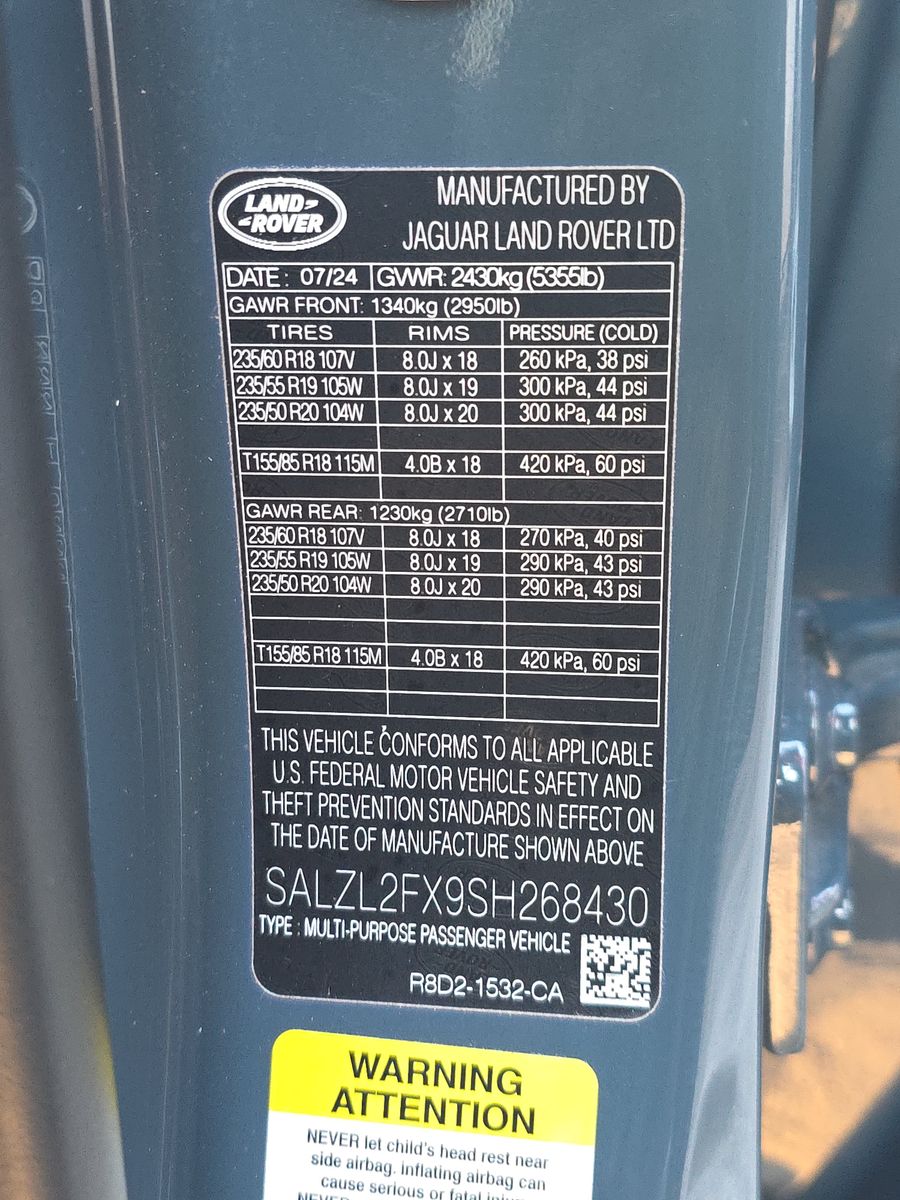 LAND-
-ROVER
MANUFACTURED BY
JAGUAR LAND ROVER LTD
DATE: 07/24 GVWR: 2430kg (5355lb)
GAWR FRONT: 1340kg (2950lb)
TIRES RIMS PRESSURE (COLD)
235/60 R18 107V 8.0J x 18 260 kPa, 38 psi
235/55 R19 105W 8.0J x 19 300 kPa, 44 psi
235/50 R20 104W 8.0J x 20 300 kPa, 44 psi
T155/85 R18 115M 4.0B x 18 420 kPa, 60 psi
GAWR REAR: 1230kg (2710lb)
235/60 R18 107V 8.0J x 18 270 kPa, 40 psi
235/55 R19 105W 8.0J x 19 290 kPa, 43 psi
235/50 R20 104W 8.0J x 20 290 kPa, 43 psi
T155/85 R18 115M 4.0B x 18 420 kPa, 60 psi
THIS VEHICLE CONFORMS TO ALL APPLICABLE
U.S. FEDERAL MOTOR VEHICLE SAFETY AND
THEFT PREVENTION STANDARDS IN EFFECT ON
THE DATE OF MANUFACTURE SHOWN ABOVE
SALZL2FX9SH268430
TYPE : MULTI-PURPOSE PASSENGER VEHICLE
R8D2-1532-CA
WARNING
ATTENTION
NEVER let child's head rest near
side airbag. inflating airbag can
cause serious or fatal
NEVER